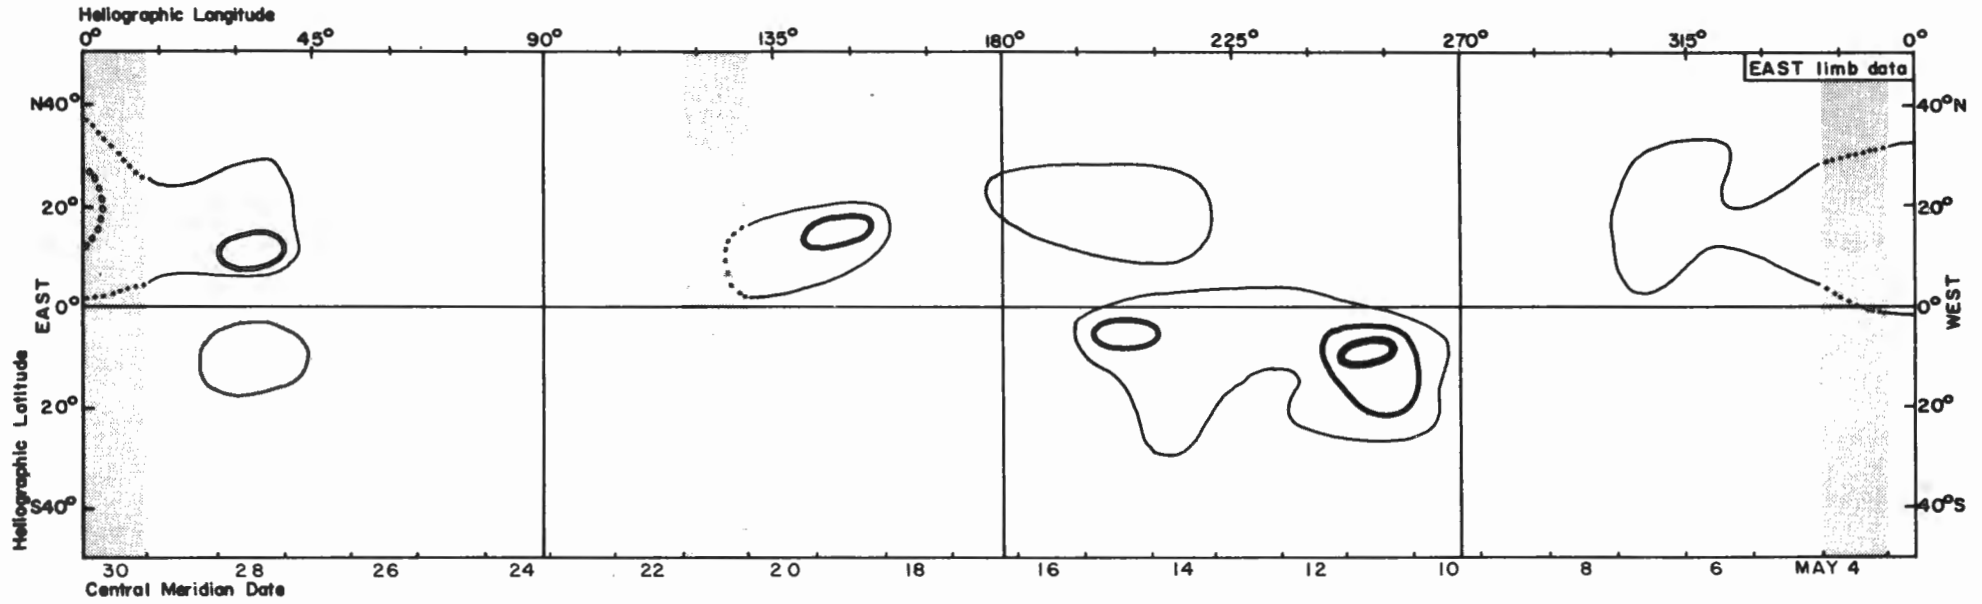 Heliographic Longitude
0° 45° 90° 135° 180° 225° 270° 315° 0°
EAST limb data
N40° 40°N
20° 20°
0° 0°
EAST WEST
20° 20°
S40° 40°S
Heliographic Latitude
30 28 26 24 22 20 18 16 14 12 10 8 6 MAY 4
Central Meridian Date